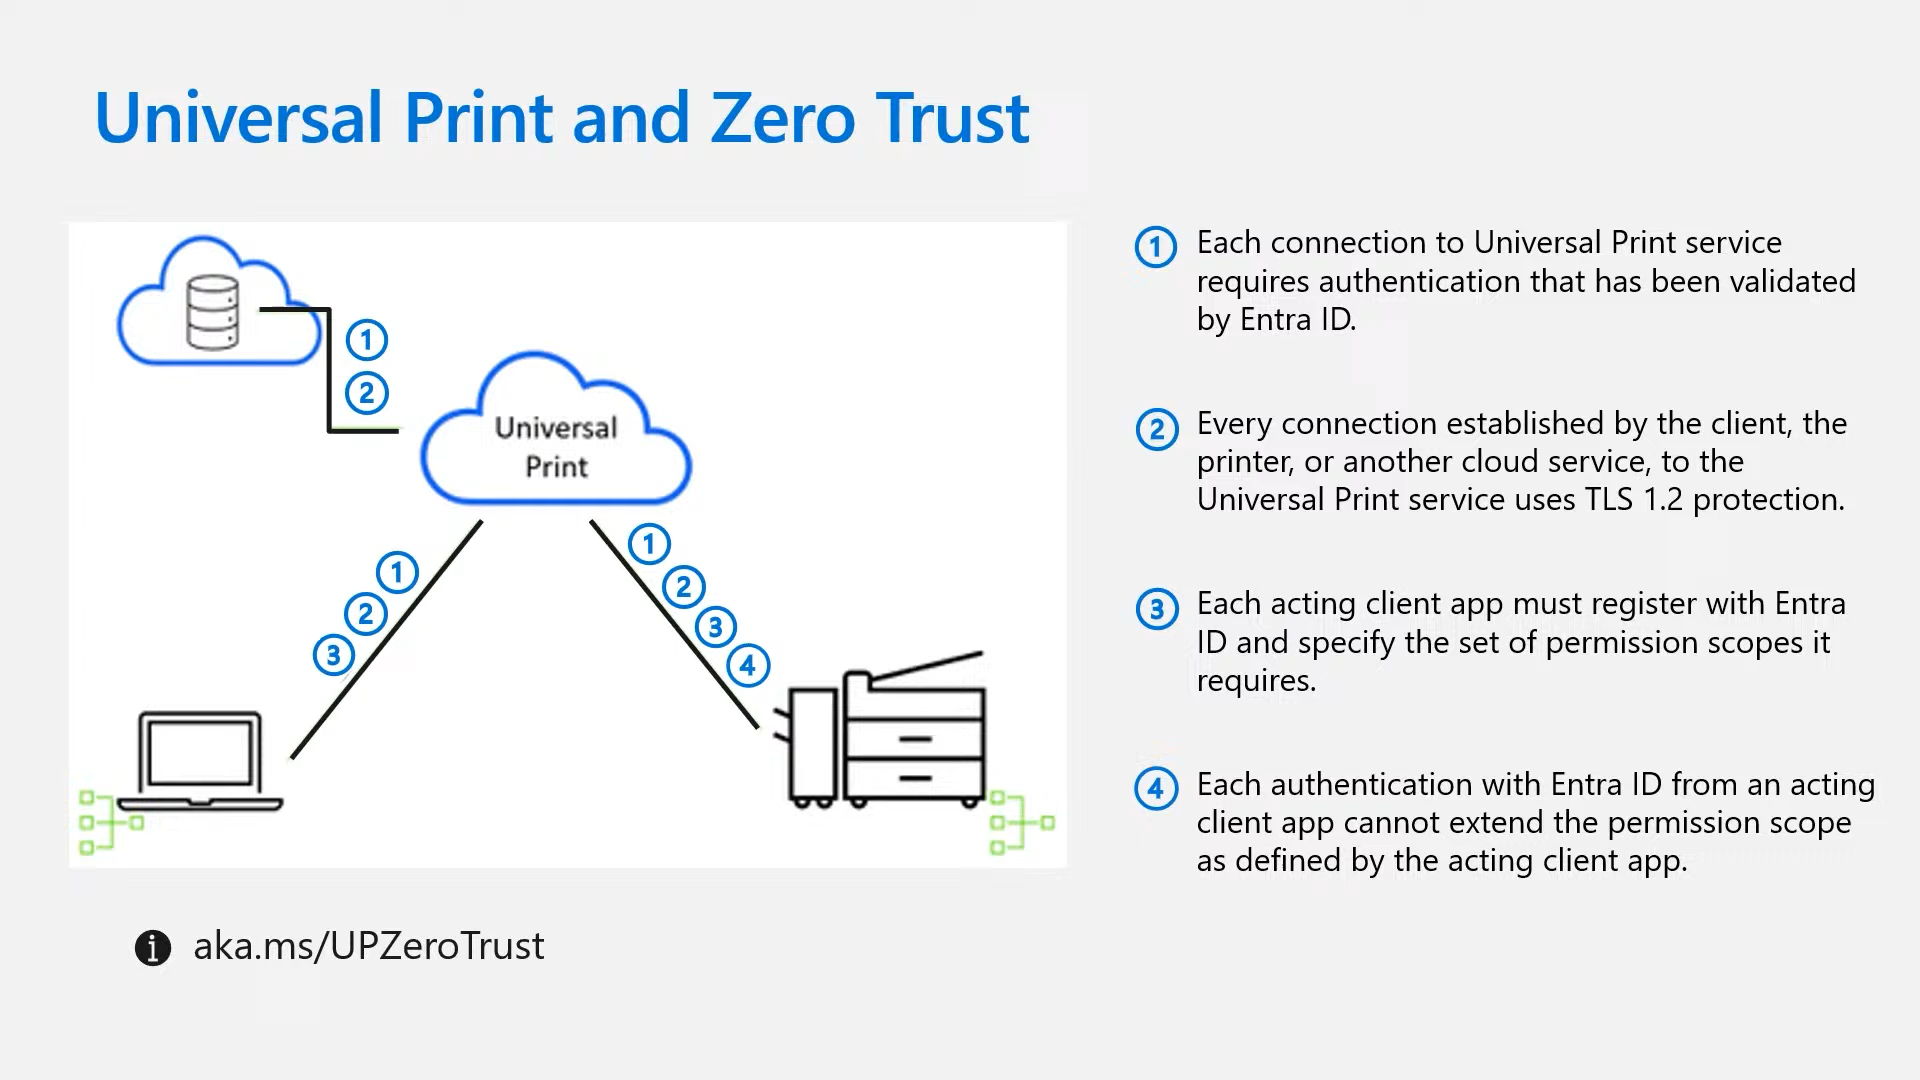 Universal Print and Zero Trust
1
2
Universal
Print
1
2
3
1
2
3
4
1 Each connection to Universal Print service
requires authentication that has been validated
by Entra ID.
2 Every connection established by the client, the
printer, or another cloud service, to the
Universal Print service uses TLS 1.2 protection.
3 Each acting client app must register with Entra
ID and specify the set of permission scopes it
requires.
4 Each authentication with Entra ID from an acting
client app cannot extend the permission scope
as defined by the acting client app.
i aka.ms/UPZeroTrust